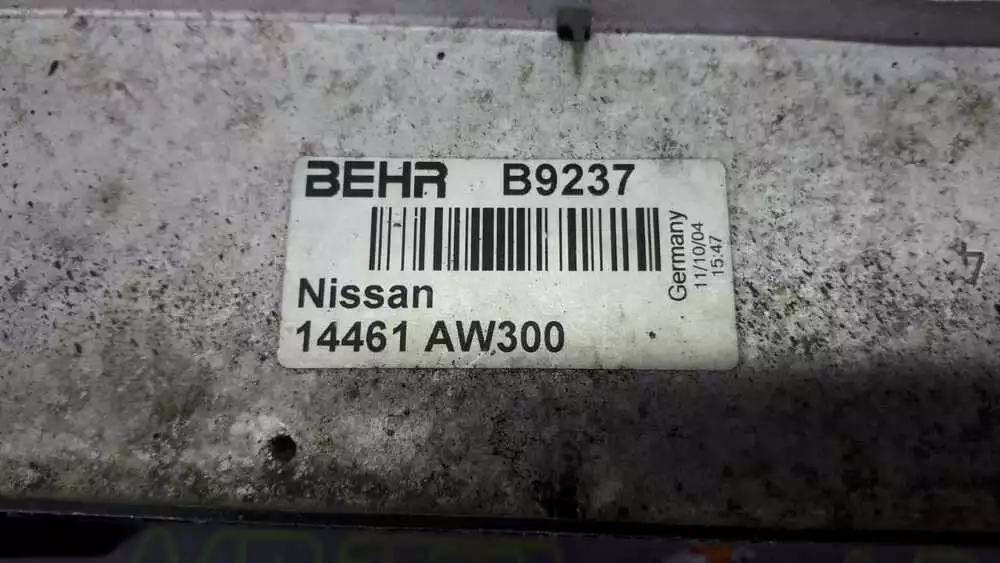 BEHR B9237
Nissan
14461 AW300
Germany
11/10/04
15:47